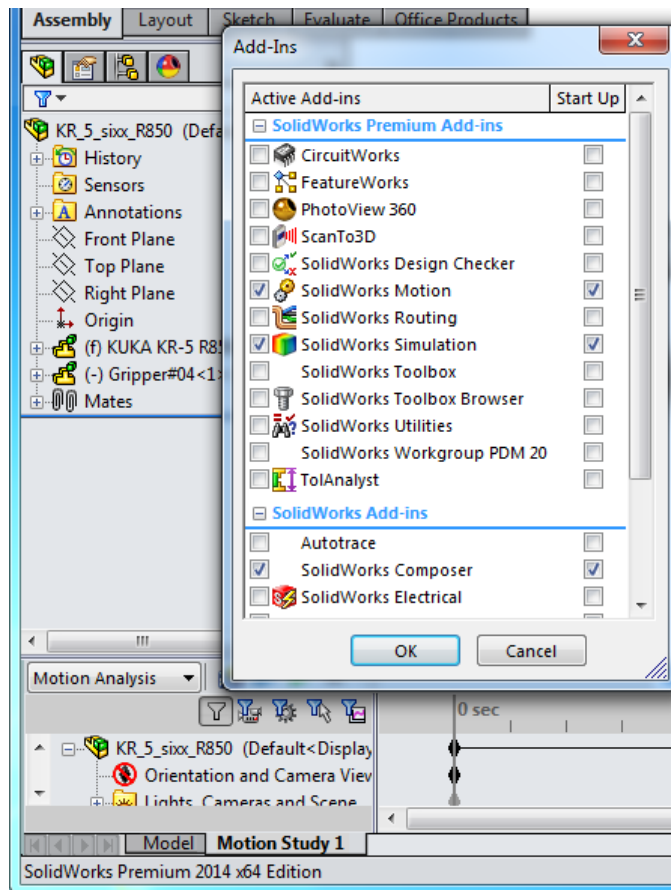 Assembly Layout Sketch Evaluate Office Products
Add-Ins
Active Add-ins Start Up
SolidWorks Premium Add-ins
CircuitWorks
FeatureWorks
PhotoView 360
ScanTo3D
SolidWorks Design Checker
SolidWorks Motion
SolidWorks Routing
SolidWorks Simulation
SolidWorks Toolbox
SolidWorks Toolbox Browser
SolidWorks Utilities
SolidWorks Workgroup PDM 20
TolAnalyst
SolidWorks Add-ins
Autotrace
SolidWorks Composer
SolidWorks Electrical
OK Cancel
KR_5_sixx_R850 (Defa
History
Sensors
Annotations
Front Plane
Top Plane
Right Plane
Origin
(f) KUKA KR-5 R85
(-) Gripper#04<1>
Mates
Motion Analysis
0 sec
KR_5_sixx_R850 (Default<Display
Orientation and Camera View
Lights, Cameras and Scene
Model Motion Study 1
SolidWorks Premium 2014 x64 Edition